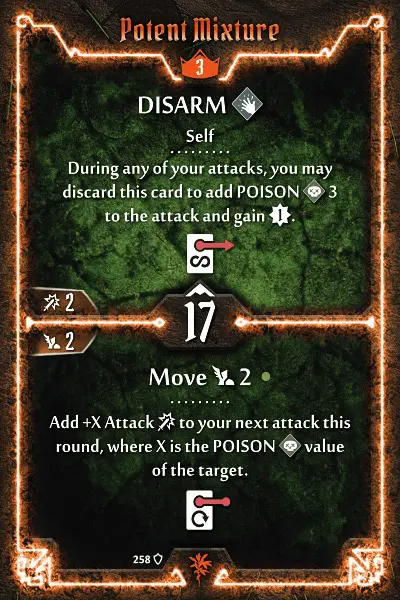 Potent Mixture
3
DISARM
Self
During any of your attacks, you may
discard this card to add POISON 3
to the attack and gain 1.
2
17
2
Move 2
Add +X Attack to your next attack this
round, where X is the POISON value
of the target.
258